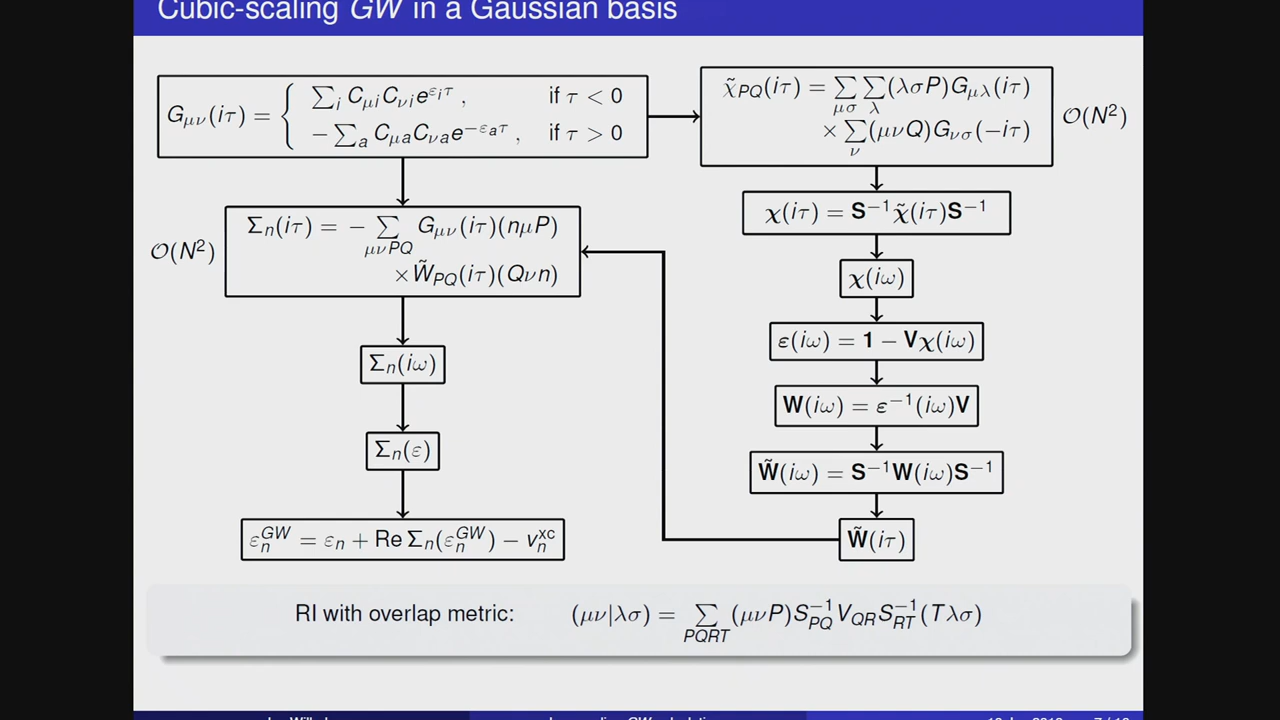 Cubic-scaling GW in a Gaussian basis
G_{μν}(iτ) = { ∑_i C_{μi} C_{νi} e^{ε_i τ} , if τ < 0
− ∑_a C_{μa} C_{νa} e^{−ε_a τ} , if τ > 0
χ̃_{PQ}(iτ) = ∑_{μσ} ∑_λ (λσP) G_{μλ}(iτ)
× ∑_ν (μνQ) G_{νσ}(−iτ)
𝒪(N²)
χ(iτ) = S⁻¹ χ̃(iτ) S⁻¹
χ(iω)
ε(iω) = 1 − Vχ(iω)
W(iω) = ε⁻¹(iω)V
W̃(iω) = S⁻¹W(iω)S⁻¹
W̃(iτ)
𝒪(N²)
Σ_n(iτ) = − ∑_{μνPQ} G_{μν}(iτ)(nμP)
× W̃_{PQ}(iτ)(Qνn)
Σ_n(iω)
Σ_n(ε)
ε_n^{GW} = ε_n + Re Σ_n(ε_n^{GW}) − v_n^{xc}
RI with overlap metric: (μν|λσ) = ∑_{PQRT} (μνP) S_{PQ}^{−1} V_{QR} S_{RT}^{−1} (Tλσ)